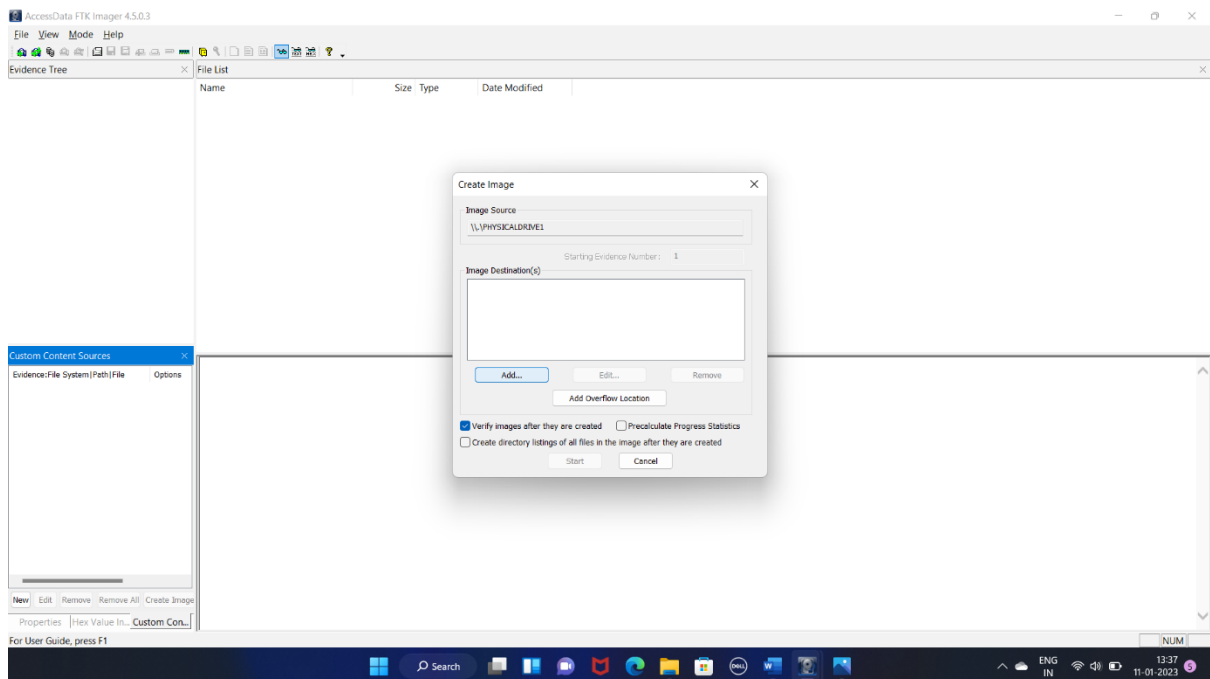 AccessData FTK Imager 4.5.0.3
File View Mode Help
Evidence Tree
File List
Name Size Type Date Modified
Create Image
Image Source
\\.\PHYSICALDRIVE1
Starting Evidence Number: 1
Image Destination(s)
Add... Edit... Remove
Add Overflow Location
Verify images after they are created Precalculate Progress Statistics
Create directory listings of all files in the image after they are created
Start Cancel
Custom Content Sources
Evidence:File System|Path|File Options
New Edit Remove Remove All Create Image
Properties Hex Value In... Custom Con...
For User Guide, press F1
NUM
Search
DELL
W
ENG
IN
13:37
11-01-2023
5